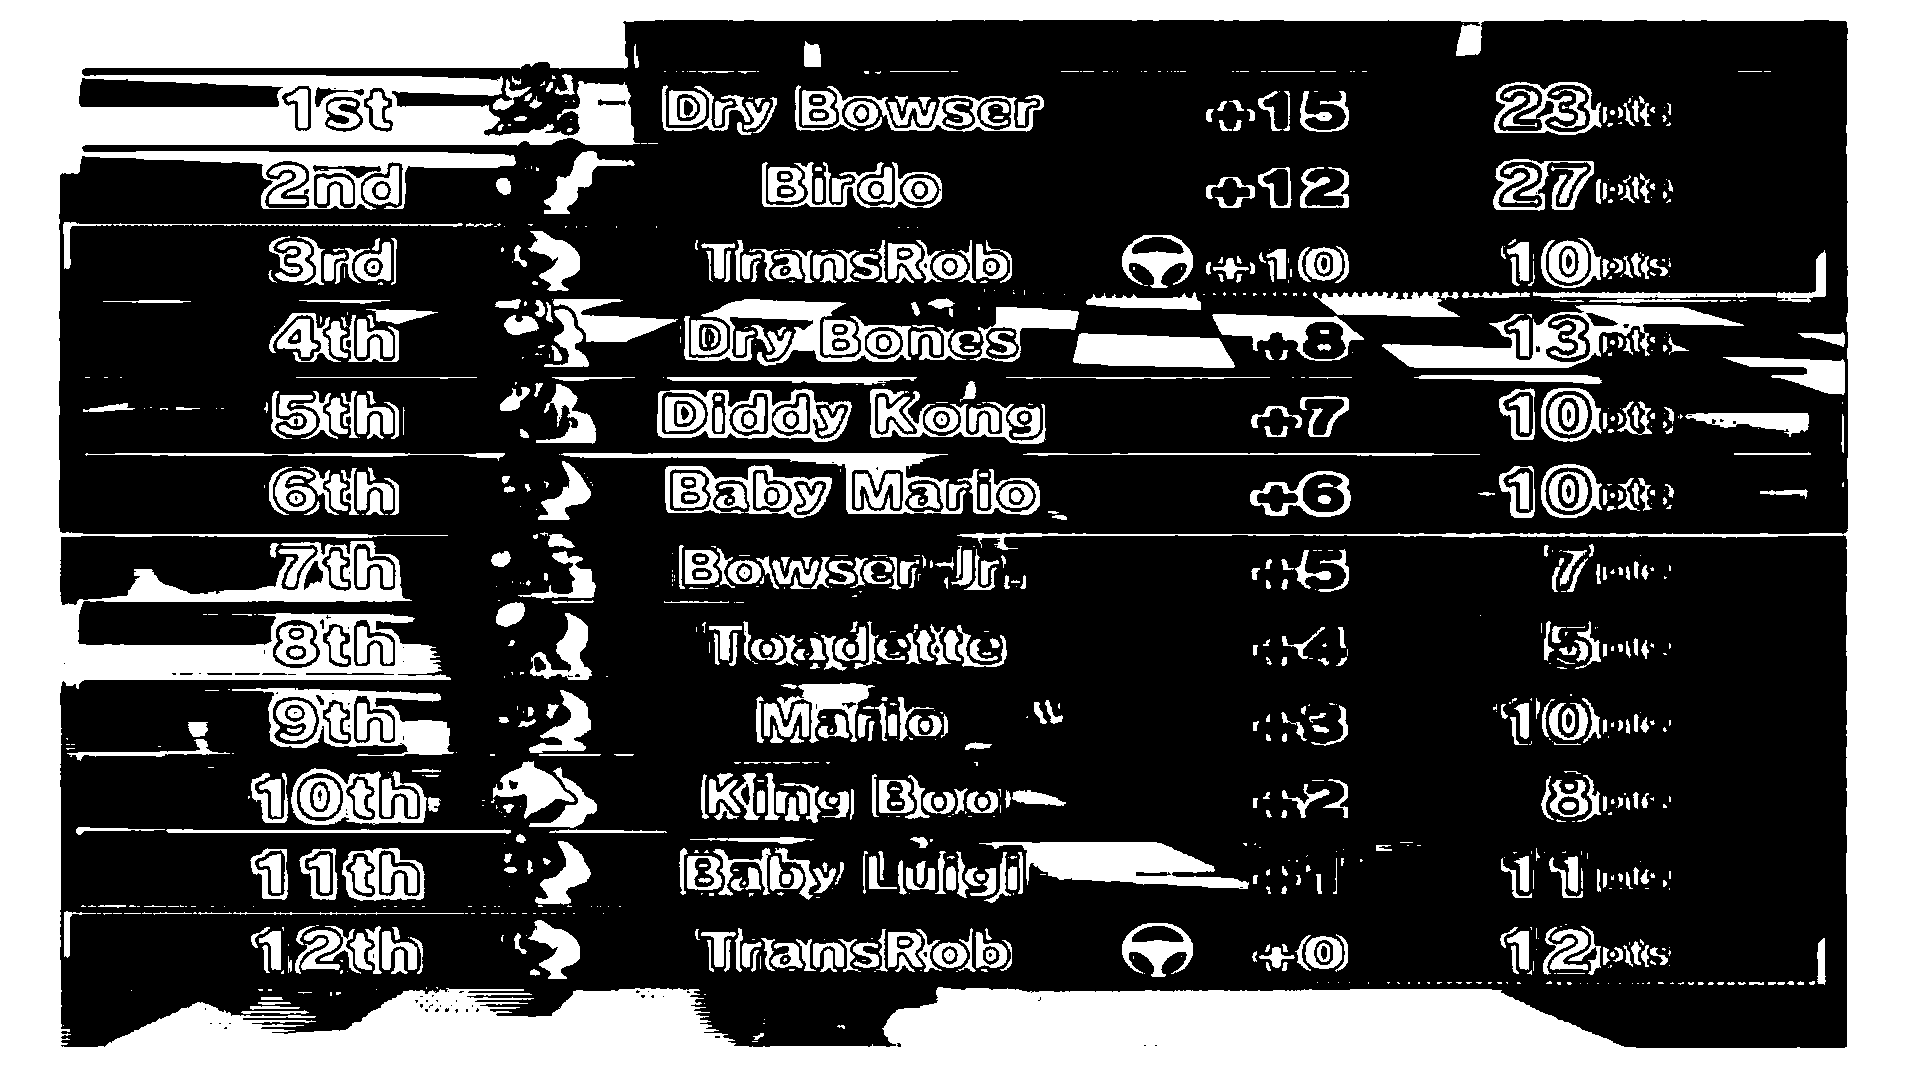 1st Dry Bowser +15 23pts
2nd Birdo +12 27pts
3rd TransRob +10 10pts
4th Dry Bones +8 13pts
5th Diddy Kong +7 10pts
6th Baby Mario +6 10pts
7th Bowser Jr. +5 7pts
8th Toadette +4 5pts
9th Mario +3 10pts
10th King Boo +2 8pts
11th Baby Luigi +1 11pts
12th TransRob +0 12pts